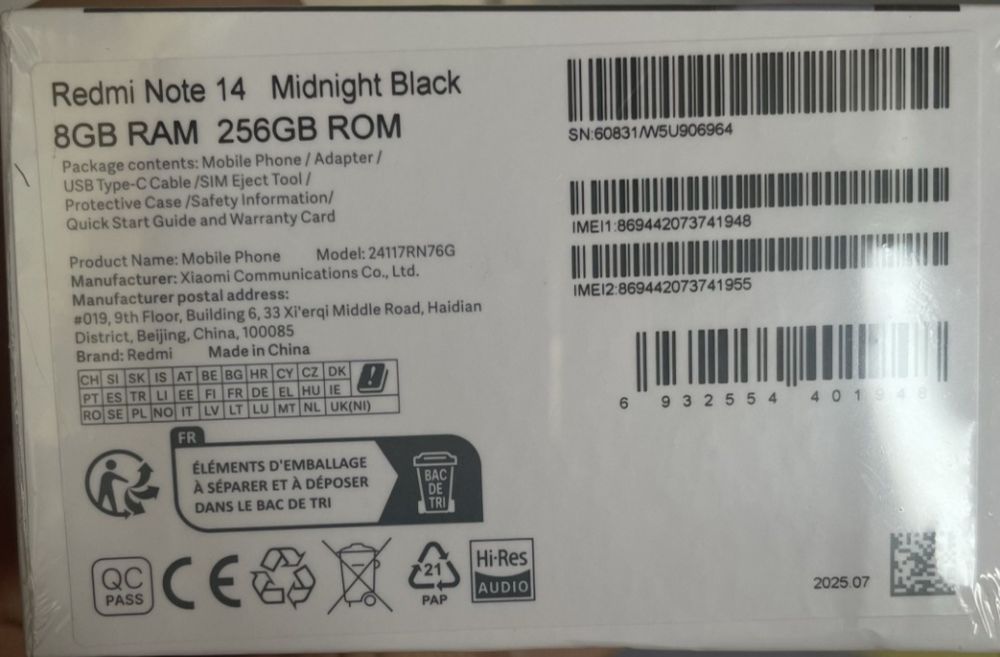 Redmi Note 14 Midnight Black
8GB RAM 256GB ROM
Package contents: Mobile Phone / Adapter /
USB Type-C Cable /SIM Eject Tool /
Protective Case /Safety Information/
Quick Start Guide and Warranty Card
Product Name: Mobile Phone Model: 24117RN76G
Manufacturer: Xiaomi Communications Co., Ltd.
Manufacturer postal address:
#019, 9th Floor, Building 6, 33 Xi'erqi Middle Road, Haidian
District, Beijing, China, 100085
Brand: Redmi Made in China
CH SI SK IS AT BE BG HR CY CZ DK
PT ES TR LI EE FI FR DE EL HU IE
RO SE PL NO IT LV LT LU MT NL UK(NI)
FR
ÉLÉMENTS D'EMBALLAGE
À SÉPARER ET À DÉPOSER
DANS LE BAC DE TRI
BAC
DE
TRI
QC
PASS
CE
21
PAP
Hi-Res
AUDIO
SN:60831/W5U906964
IMEI1:869442073741948
IMEI2:869442073741955
6 932554 401948
2025.07